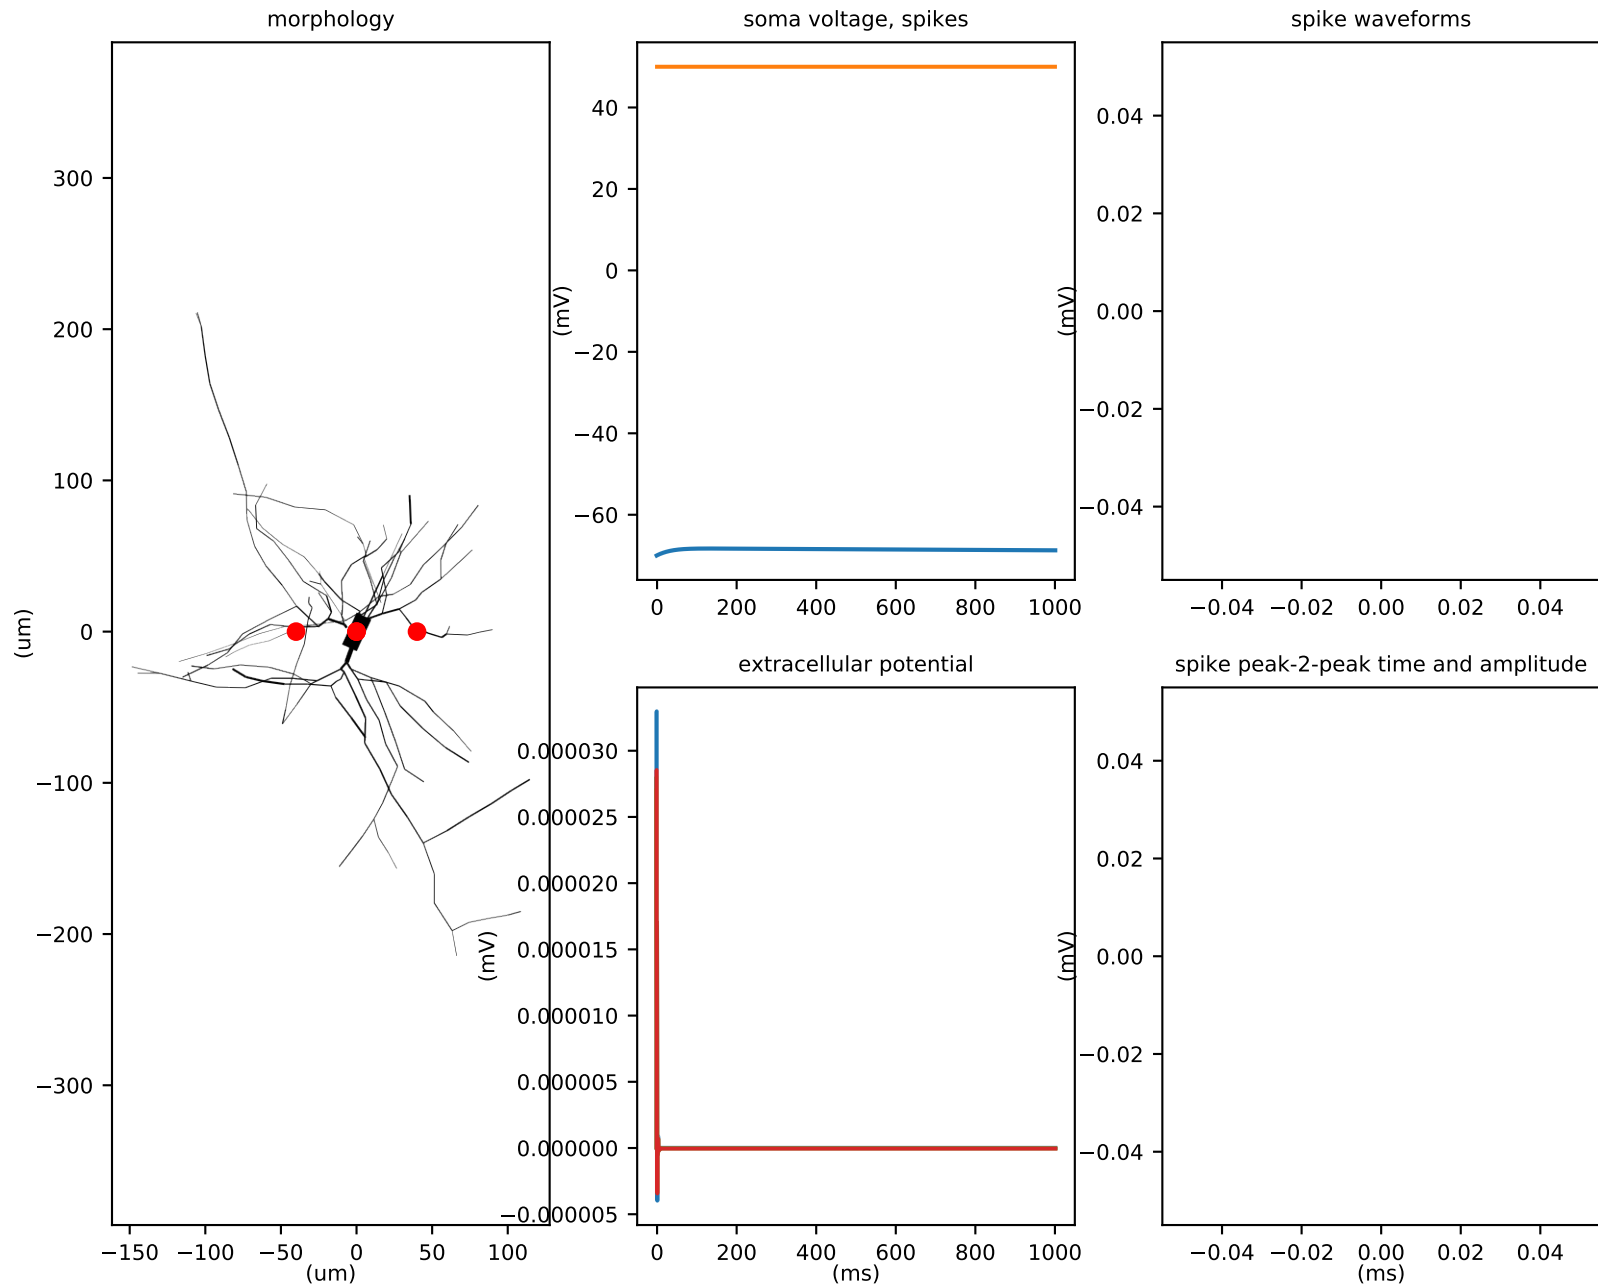 morphology
soma voltage, spikes
spike waveforms
300
200
100
0
−100
−200
−300
(um)
−150 −100 −50 0 50 100
(um)
40
20
0
−20
−40
−60
(mV)
0 200 400 600 800 1000
0.04
0.02
0.00
−0.02
−0.04
(mV)
−0.04 −0.02 0.00 0.02 0.04
extracellular potential
spike peak-2-peak time and amplitude
0.000030
0.000025
0.000020
0.000015
0.000010
0.000005
0.000000
−0.000005
(mV)
0 200 400 600 800 1000
(ms)
0.04
0.02
0.00
−0.02
−0.04
(mV)
−0.04 −0.02 0.00 0.02 0.04
(ms)